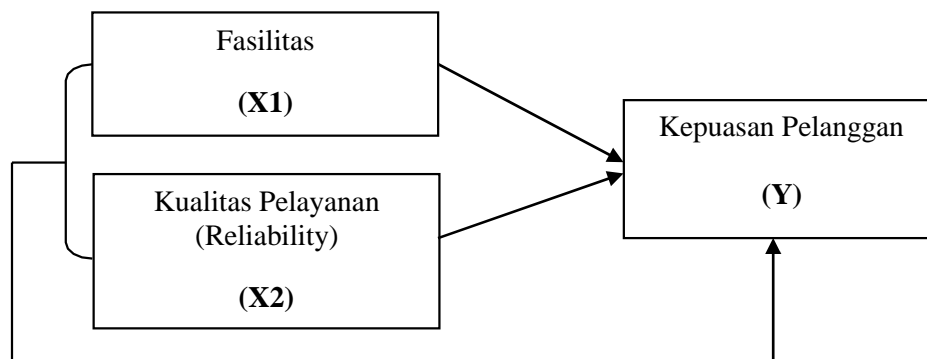 Fasilitas
(X1)
Kualitas Pelayanan
(Reliability)
(X2)
Kepuasan Pelanggan
(Y)